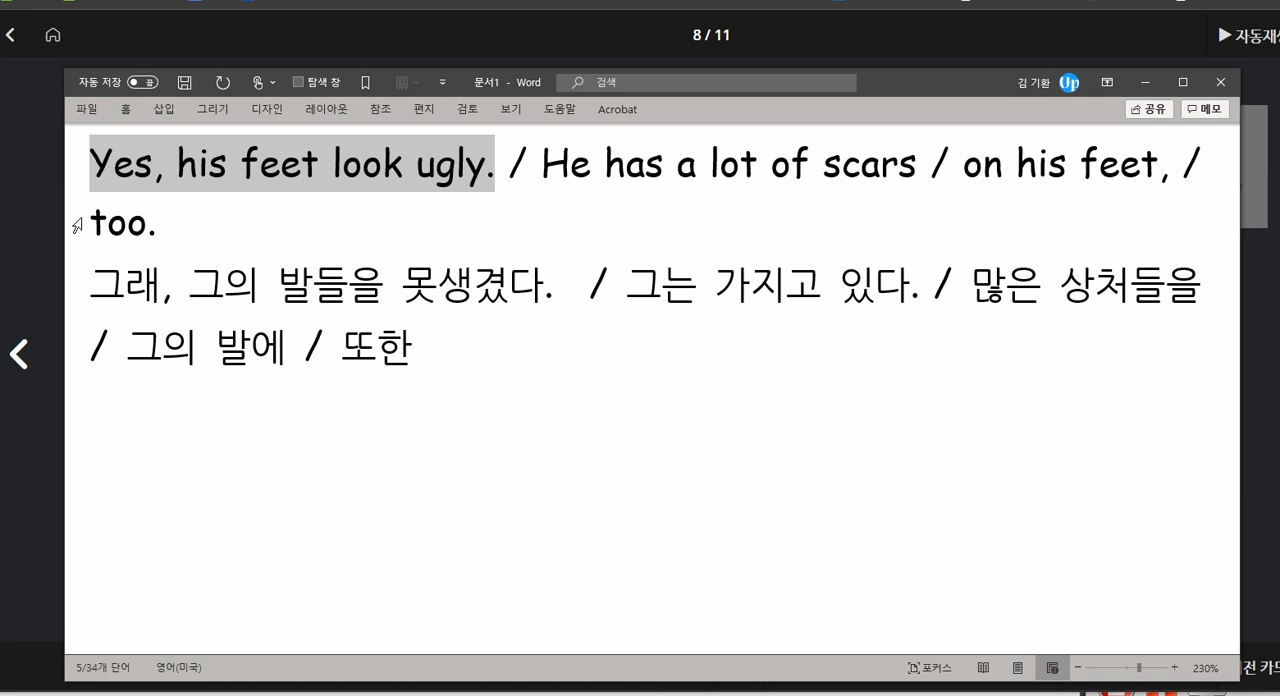 8 / 11
▶ 자동재생
자동 저장 끔 탐색 창 문서1 - Word 검색 김 기환 Up
파일 홈 삽입 그리기 디자인 레이아웃 참조 편지 검토 보기 도움말 Acrobat 공유 메모
Yes, his feet look ugly. / He has a lot of scars / on his feet, /
too.
그래, 그의 발들을 못생겼다. / 그는 가지고 있다. / 많은 상처들을
/ 그의 발에 / 또한
5/34개 단어 영어(미국) 포커스 230%